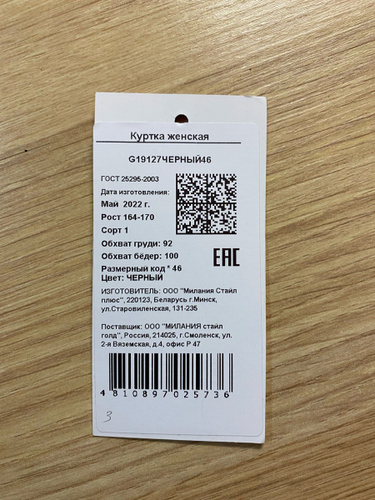 Куртка женская
G19127ЧЕРНЫЙ46
ГОСТ 25295-2003
Дата изготовления:
Май 2022 г.
Рост 164-170
Сорт 1
Обхват груди: 92
Обхват бёдер: 100
Размерный код * 46
Цвет: ЧЕРНЫЙ
ЕАС
ИЗГОТОВИТЕЛЬ: ООО "Милания Стайл
плюс", 220123, Беларусь г.Минск,
ул.Старовиленская, 131-235
Поставщик: ООО "МИЛАНИЯ стайл
голд", Россия, 214025, г.Смоленск, ул.
2-я Вяземская, д.4, офис Р 47
4810897025736
3